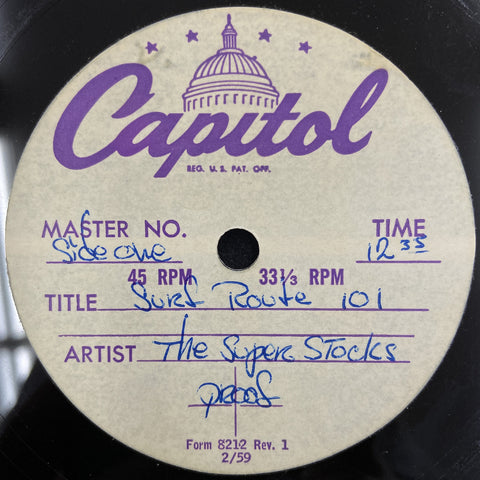 Capitol
REG. U.S. PAT. OFF.
MASTER NO. TIME
Side one 12 35
45 RPM 33⅓ RPM
TITLE Surf Route 101
ARTIST The Super Stocks
proof
Form 8212 Rev. 1
2/59